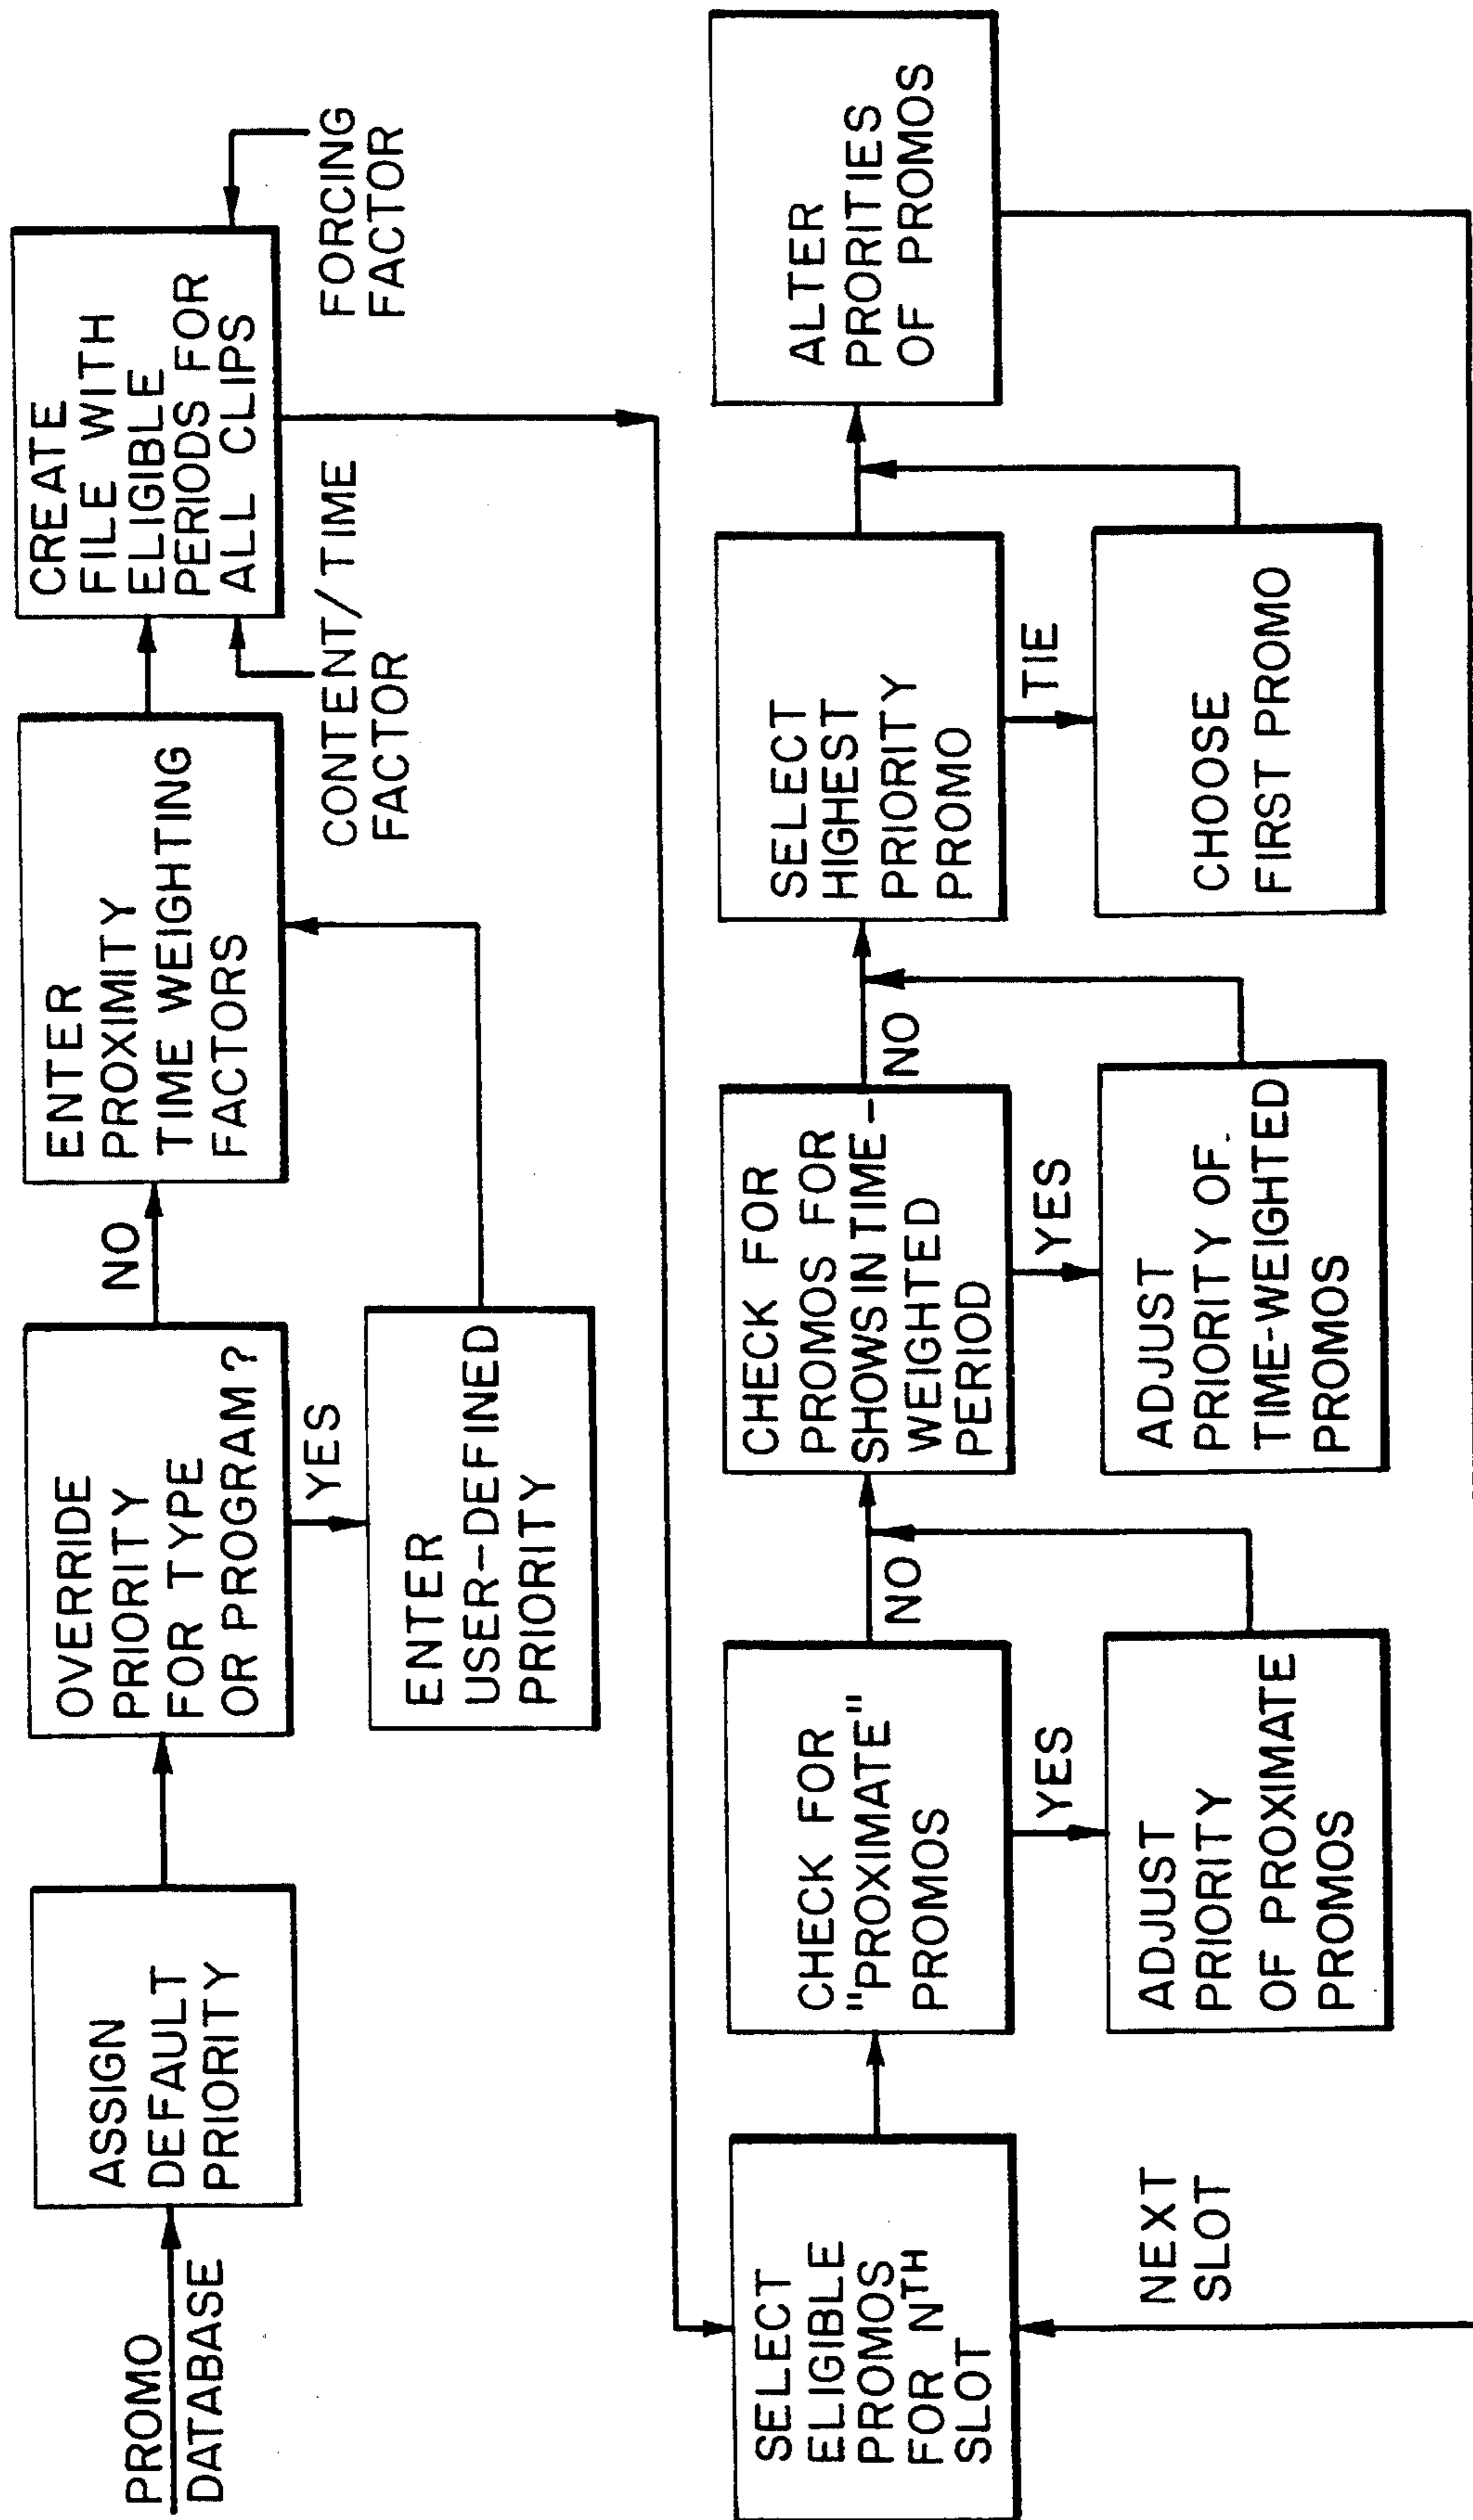 PROMO
DATABASE
ASSIGN
DEFAULT
PRIORITY
OVERRIDE
PRIORITY
FOR TYPE
OR PROGRAM?
NO
YES
ENTER
USER-DEFINED
PRIORITY
ENTER
PROXIMITY
TIME WEIGHTING
FACTORS
CONTENT/TIME
FACTOR
CREATE
FILE WITH
ELIGIBLE
PERIODS FOR
ALL CLIPS
FORCING
FACTOR
SELECT
ELIGIBLE
PROMOS
FOR NTH
SLOT
NEXT
SLOT
CHECK FOR
"PROXIMATE"
PROMOS
NO
YES
ADJUST
PRIORITY
OF PROXIMATE
PROMOS
CHECK FOR
PROMOS FOR
SHOWS IN TIME-
WEIGHTED
PERIOD
NO
YES
ADJUST
PRIORITY OF
TIME-WEIGHTED
PROMOS
SELECT
HIGHEST
PRIORITY
PROMO
TIE
CHOOSE
FIRST PROMO
ALTER
PRORITIES
OF PROMOS